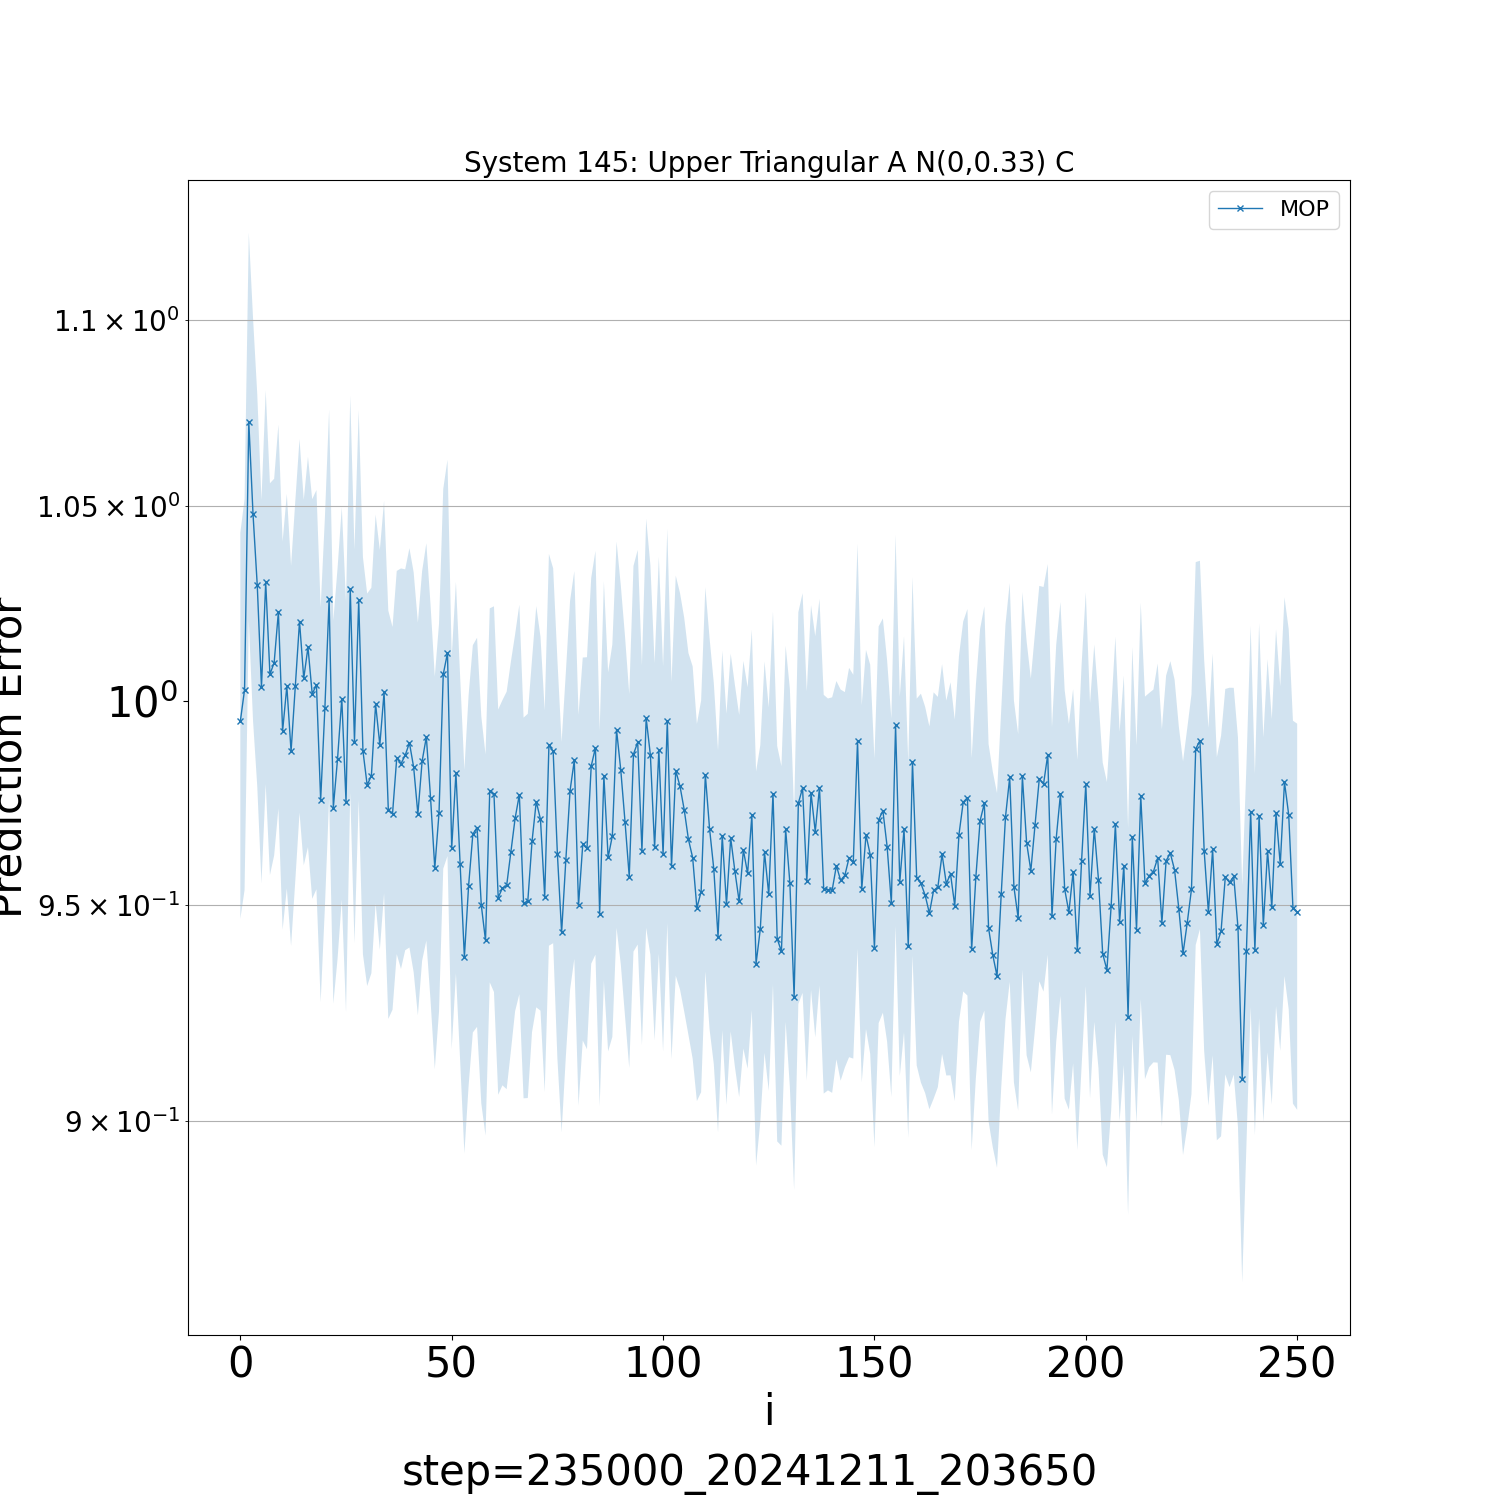 System 145: Upper Triangular A N(0,0.33) C
MOP
Prediction Error
1.1 × 10⁰
1.05 × 10⁰
10⁰
9.5 × 10⁻¹
9 × 10⁻¹
0 50 100 150 200 250
i
step=235000_20241211_203650